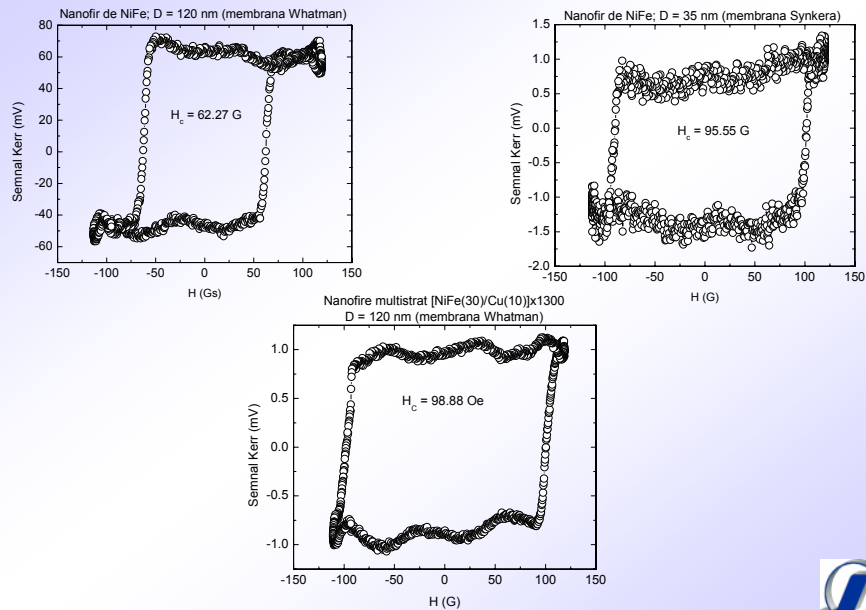 Nanofir de NiFe; D = 120 nm (membrana Whatman)
80
60
40
20
0
-20
-40
-60
Semnal Kerr (mV)
H_c = 62.27 G
-150 -100 -50 0 50 100 150
H (Gs)
Nanofir de NiFe; D = 35 nm (membrana Synkera)
1.5
1.0
0.5
0.0
-0.5
-1.0
-1.5
-2.0
Semnal Kerr (mV)
H_c = 95.55 G
-150 -100 -50 0 50 100 150
H (G)
Nanofire multistrat [NiFe(30)/Cu(10)]x1300
D = 120 nm (membrana Whatman)
1.0
0.5
0.0
-0.5
-1.0
Semnal Kerr (mV)
H_C = 98.88 Oe
-150 -100 -50 0 50 100 150
H (G)